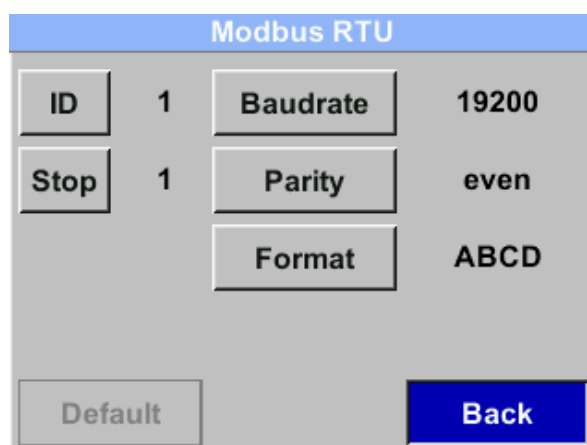 Modbus RTU
ID 1 Baudrate 19200
Stop 1 Parity even
Format ABCD
Default Back